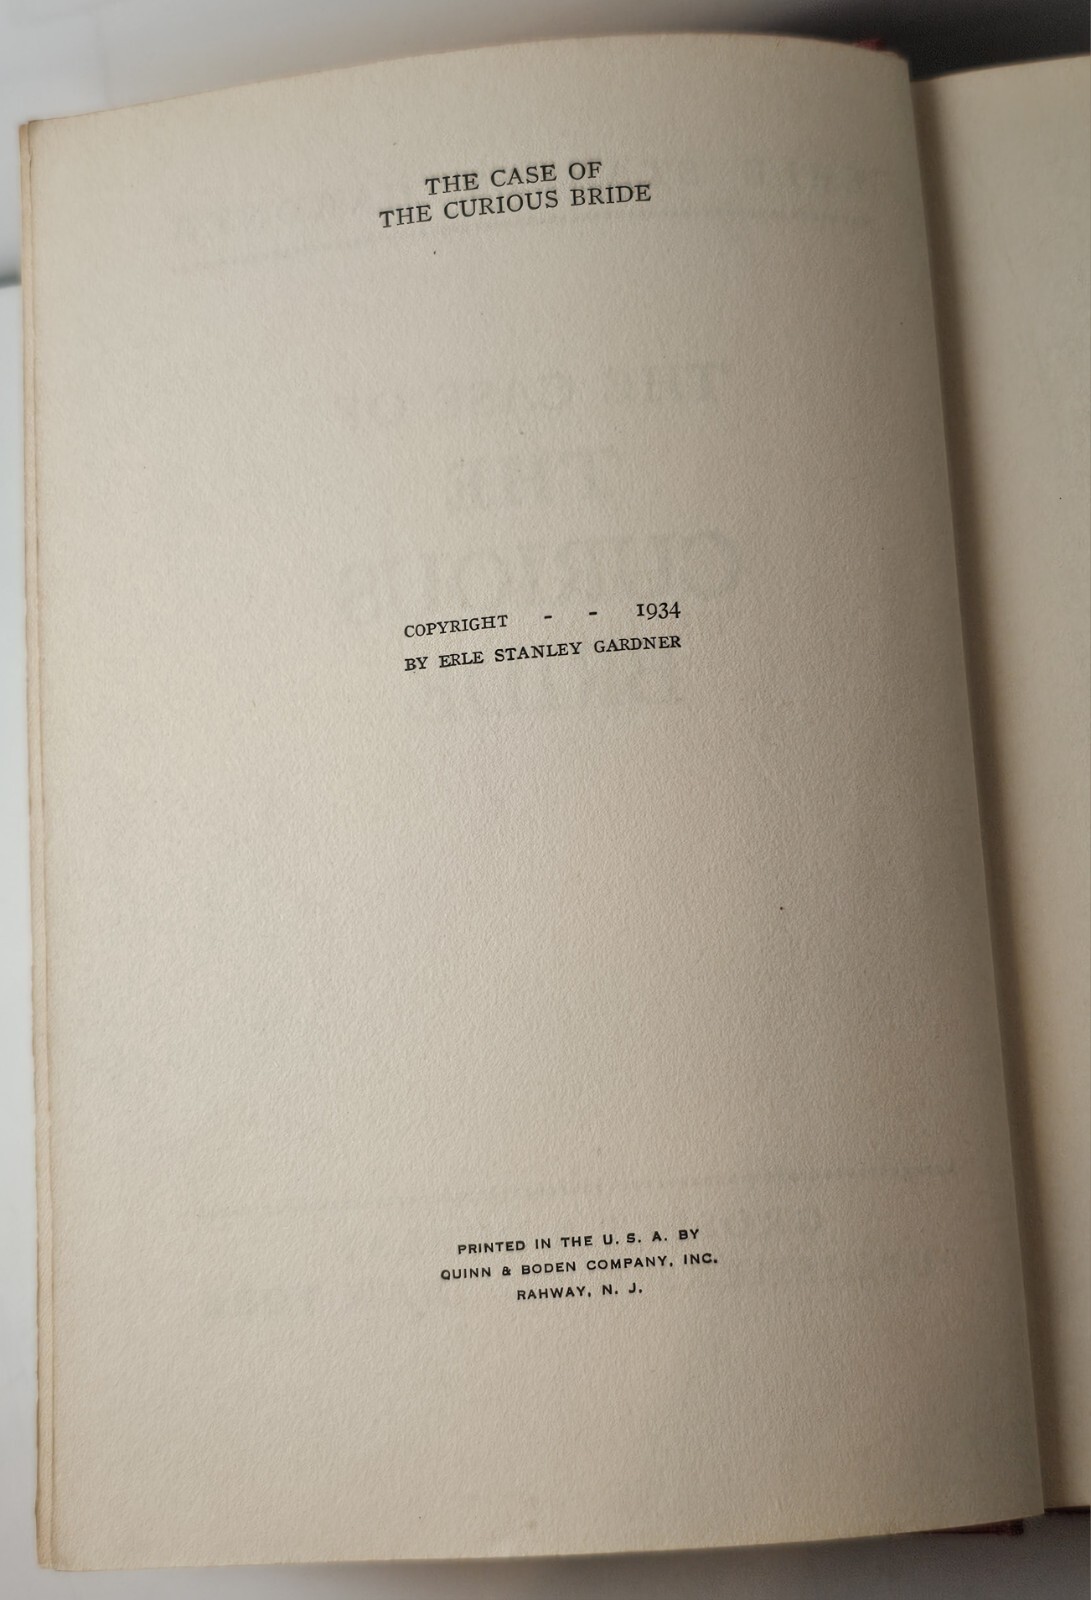 THE CASE OF
THE CURIOUS BRIDE
COPYRIGHT - - 1934
BY ERLE STANLEY GARDNER
PRINTED IN THE U. S. A. BY
QUINN & BODEN COMPANY, INC.
RAHWAY, N. J.